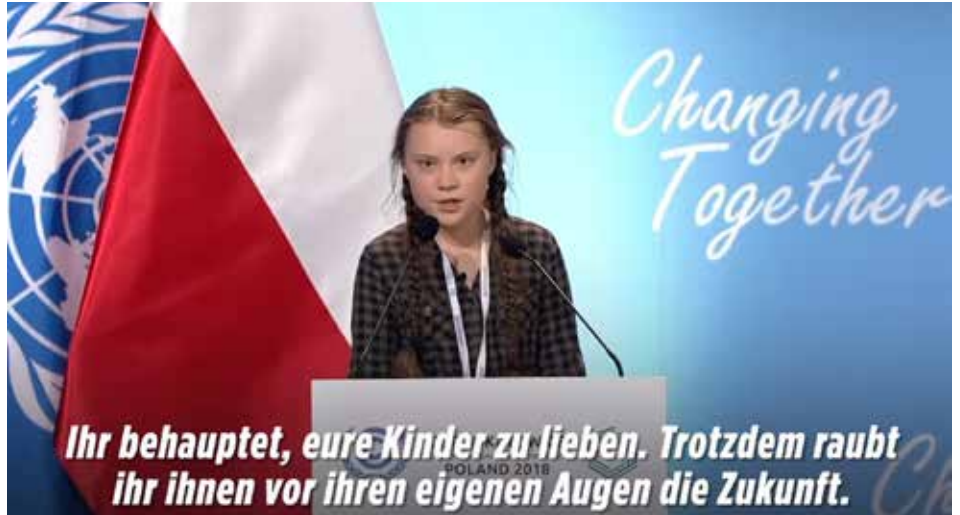 Changing
Together
POLAND 2018
Ihr behauptet, eure Kinder zu lieben. Trotzdem raubt
ihr ihnen vor ihren eigenen Augen die Zukunft.